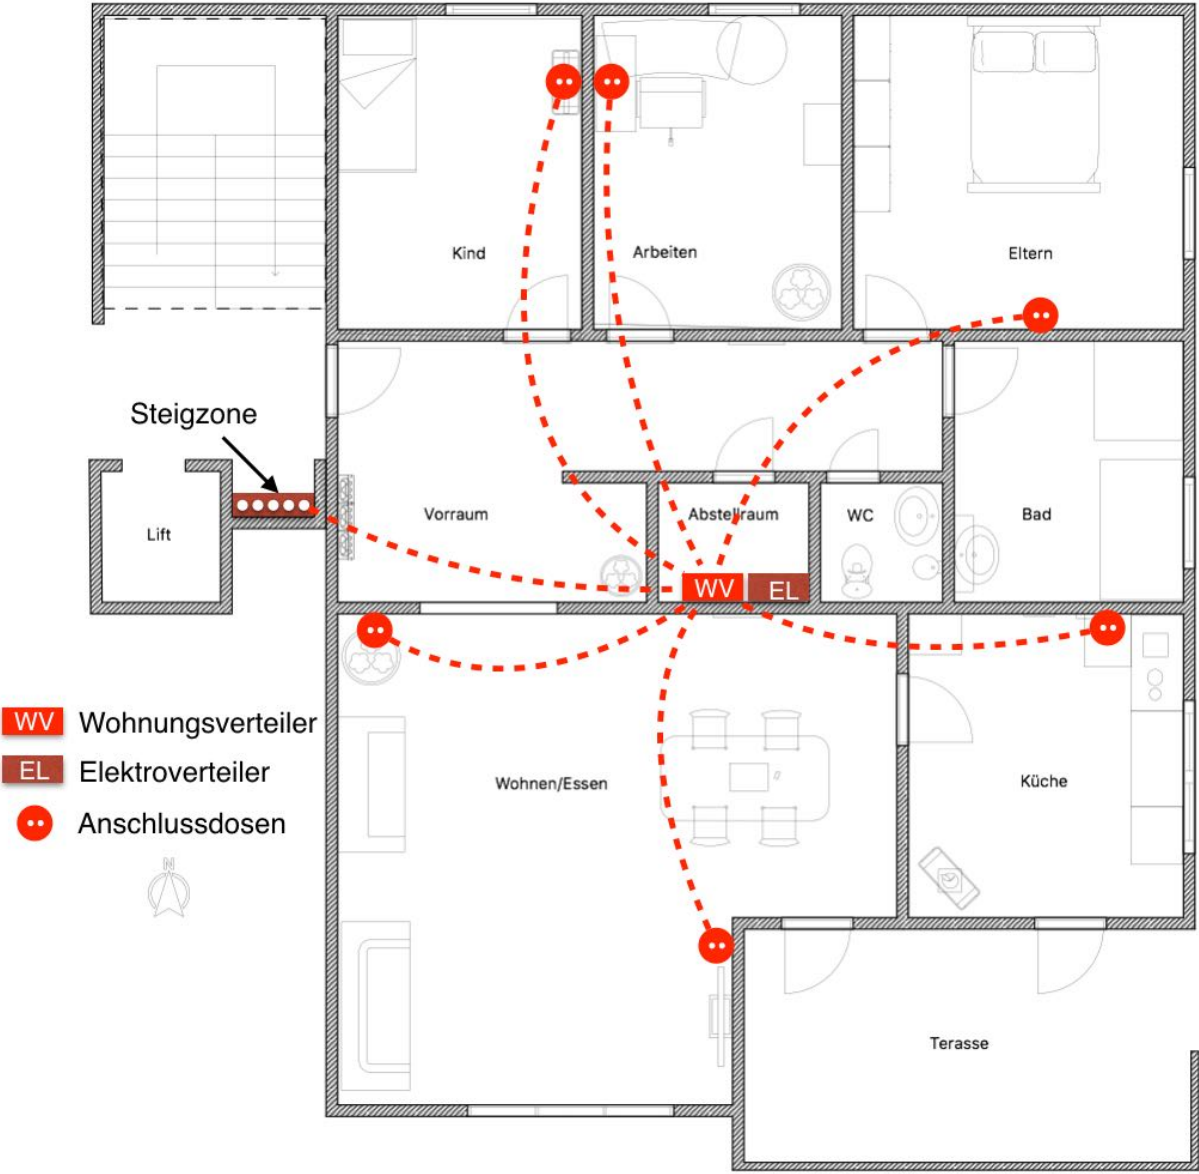 Kind
Arbeiten
Eltern
Steigzone
Lift
Vorraum
Abstellraum
WC
Bad
WV
EL
WV Wohnungsverteiler
EL Elektroverteiler
Anschlussdosen
N
Wohnen/Essen
Küche
Terasse